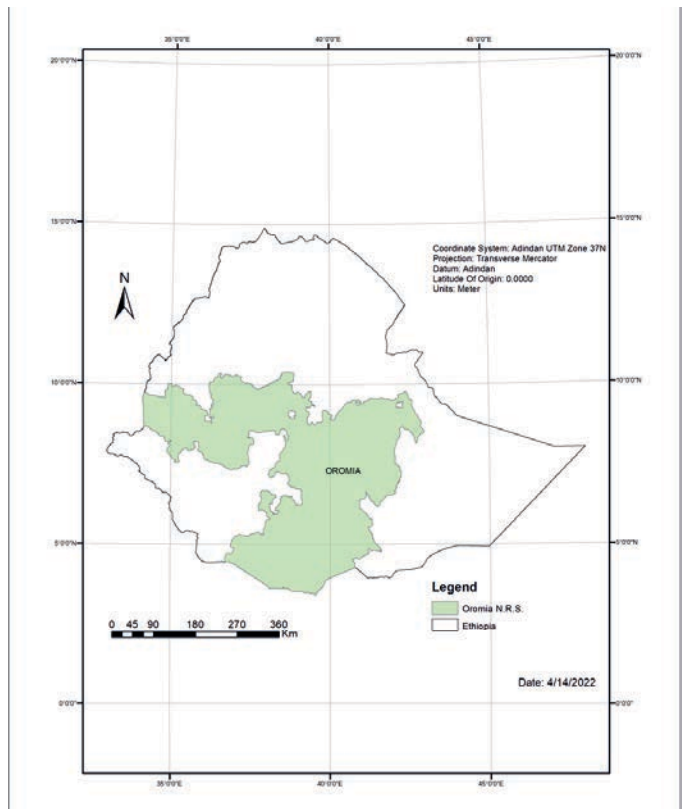 35°0'0"E 40°0'0"E 45°0'0"E
20°0'0"N 20°0'0"N
15°0'0"N 15°0'0"N
Coordinate System: Adindan UTM Zone 37N
Projection: Transverse Mercator
Datum: Adindan
Latitude Of Origin: 0.0000
Units: Meter
N
10°0'0"N 10°0'0"N
OROMIA
5°0'0"N 5°0'0"N
Legend
Oromia N.R.S.
Ethiopia
0 45 90 180 270 360
Km
Date: 4/14/2022
0°0'0" 0°0'0"
35°0'0"E 40°0'0"E 45°0'0"E